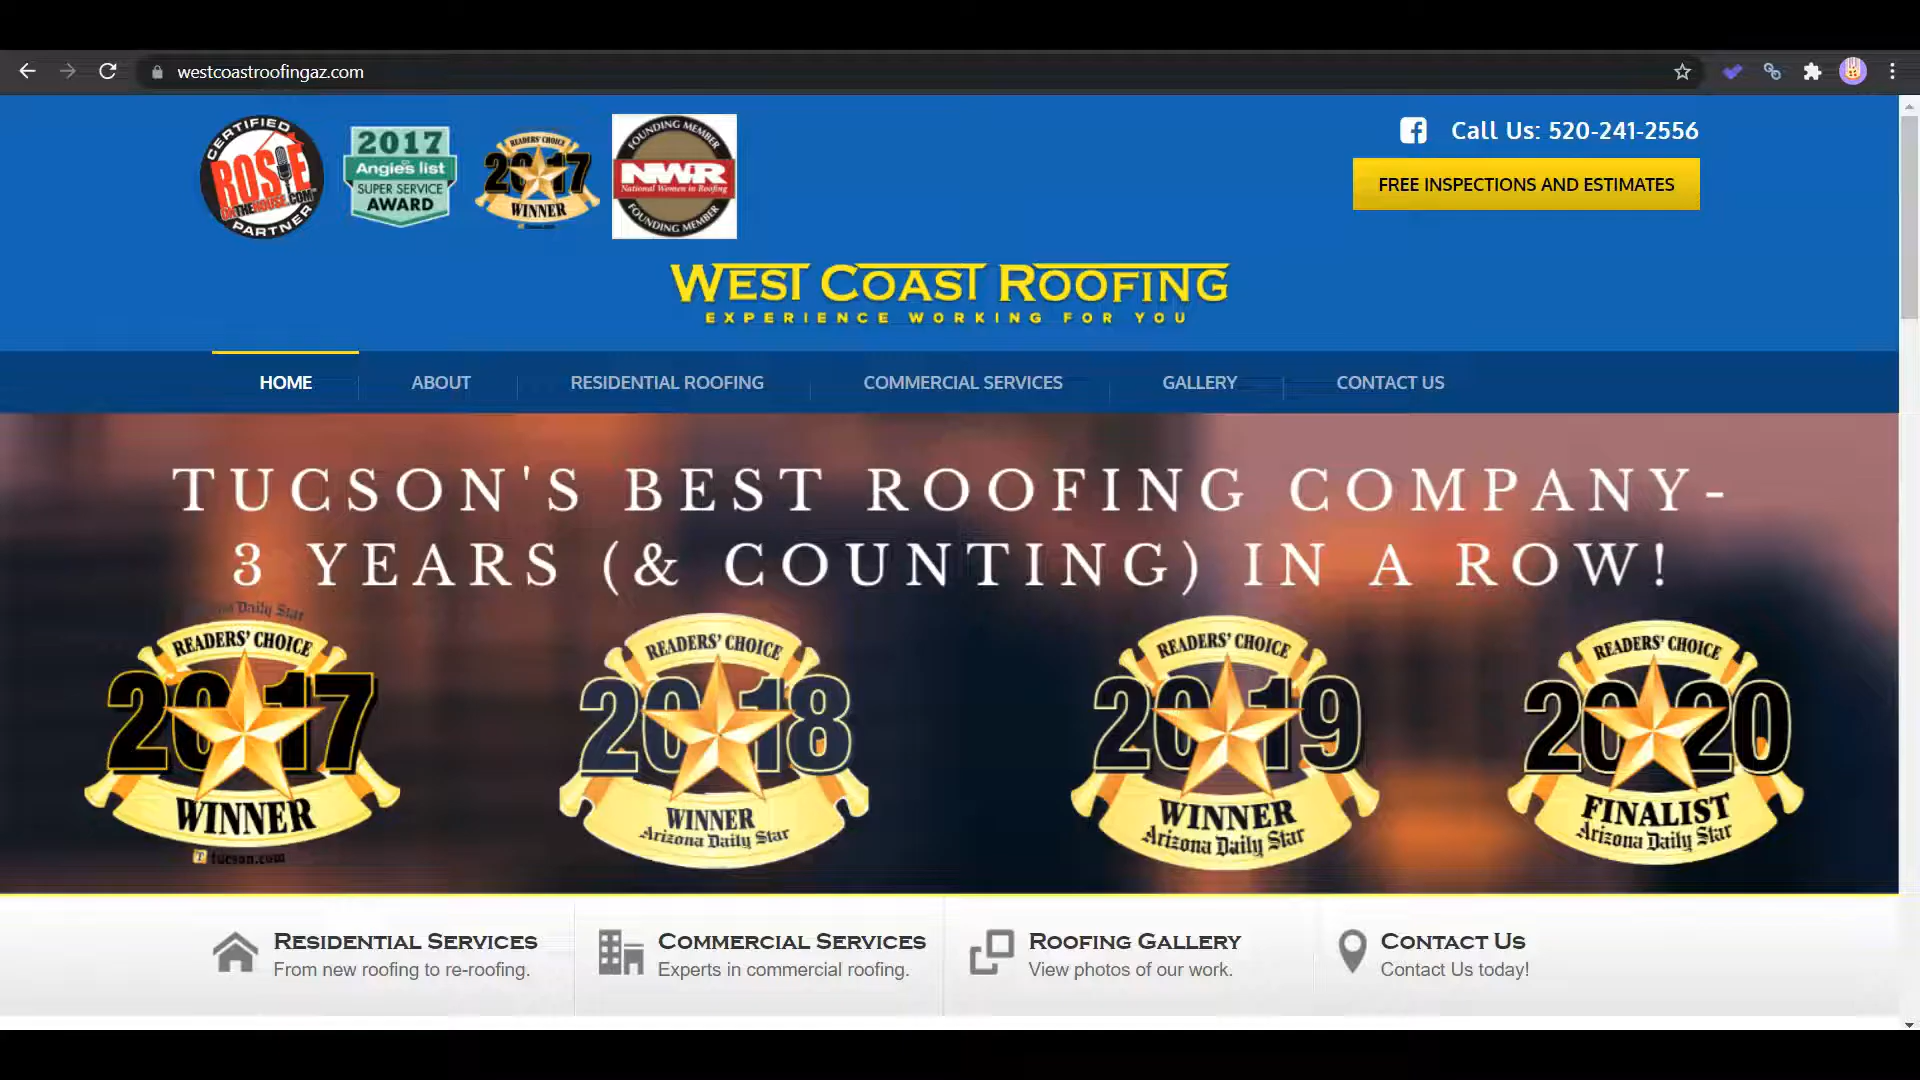 westcoastroofingaz.com
CERTIFIED
ROSIE
ONTHEHOUSE.COM
PARTNER
2017
Angie's list
SUPER SERVICE
AWARD
READERS' CHOICE
2017
WINNER
FOUNDING MEMBER
NWR
National Women in Roofing
FOUNDING MEMBER
Call Us: 520-241-2556
FREE INSPECTIONS AND ESTIMATES
WEST COAST ROOFING
EXPERIENCE WORKING FOR YOU
HOME
ABOUT
RESIDENTIAL ROOFING
COMMERCIAL SERVICES
GALLERY
CONTACT US
TUCSON'S BEST ROOFING COMPANY-
3 YEARS (& COUNTING) IN A ROW!
Daily Star
READERS' CHOICE
2017
WINNER
tucson.com
READERS' CHOICE
2018
WINNER
Arizona Daily Star
READERS' CHOICE
2019
WINNER
Arizona Daily Star
READERS' CHOICE
2020
FINALIST
Arizona Daily Star
RESIDENTIAL SERVICES
From new roofing to re-roofing.
COMMERCIAL SERVICES
Experts in commercial roofing.
ROOFING GALLERY
View photos of our work.
CONTACT US
Contact Us today!